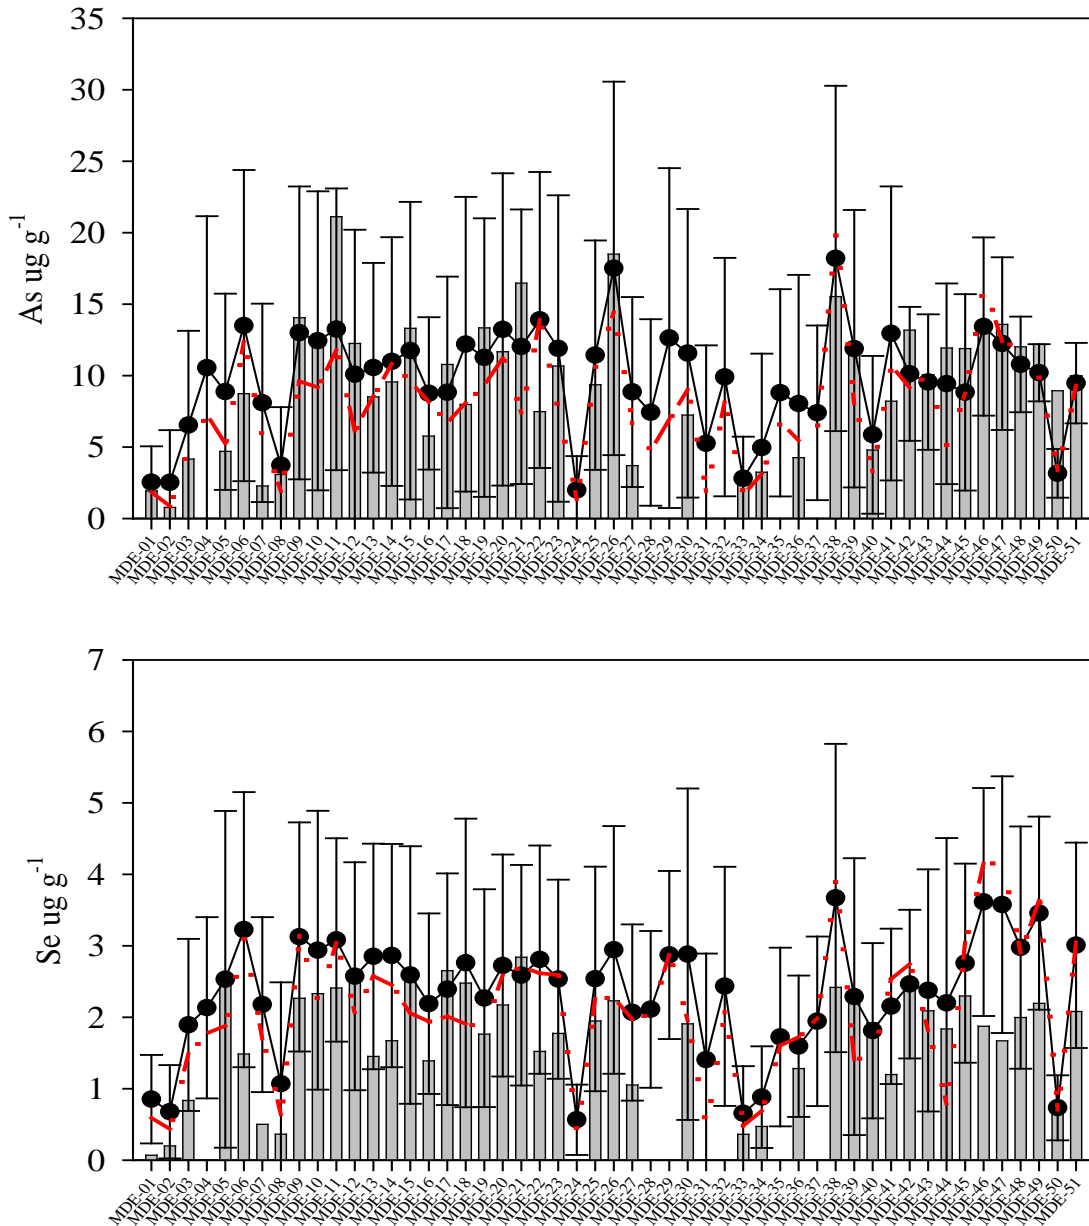 As ug g⁻¹
35
30
25
20
15
10
5
0
MDE-01
MDE-02
MDE-03
MDE-04
MDE-05
MDE-06
MDE-07
MDE-08
MDE-09
MDE-10
MDE-11
MDE-12
MDE-13
MDE-14
MDE-15
MDE-16
MDE-17
MDE-18
MDE-19
MDE-20
MDE-21
MDE-22
MDE-23
MDE-24
MDE-25
MDE-26
MDE-27
MDE-28
MDE-29
MDE-30
MDE-31
MDE-32
MDE-33
MDE-34
MDE-35
MDE-36
MDE-37
MDE-38
MDE-39
MDE-40
MDE-41
MDE-42
MDE-43
MDE-44
MDE-45
MDE-46
MDE-47
MDE-48
MDE-49
MDE-50
MDE-51
Se ug g⁻¹
7
6
5
4
3
2
1
0
MDE-01
MDE-02
MDE-03
MDE-04
MDE-05
MDE-06
MDE-07
MDE-08
MDE-09
MDE-10
MDE-11
MDE-12
MDE-13
MDE-14
MDE-15
MDE-16
MDE-17
MDE-18
MDE-19
MDE-20
MDE-21
MDE-22
MDE-23
MDE-24
MDE-25
MDE-26
MDE-27
MDE-28
MDE-29
MDE-30
MDE-31
MDE-32
MDE-33
MDE-34
MDE-35
MDE-36
MDE-37
MDE-38
MDE-39
MDE-40
MDE-41
MDE-42
MDE-43
MDE-44
MDE-45
MDE-46
MDE-47
MDE-48
MDE-49
MDE-50
MDE-51